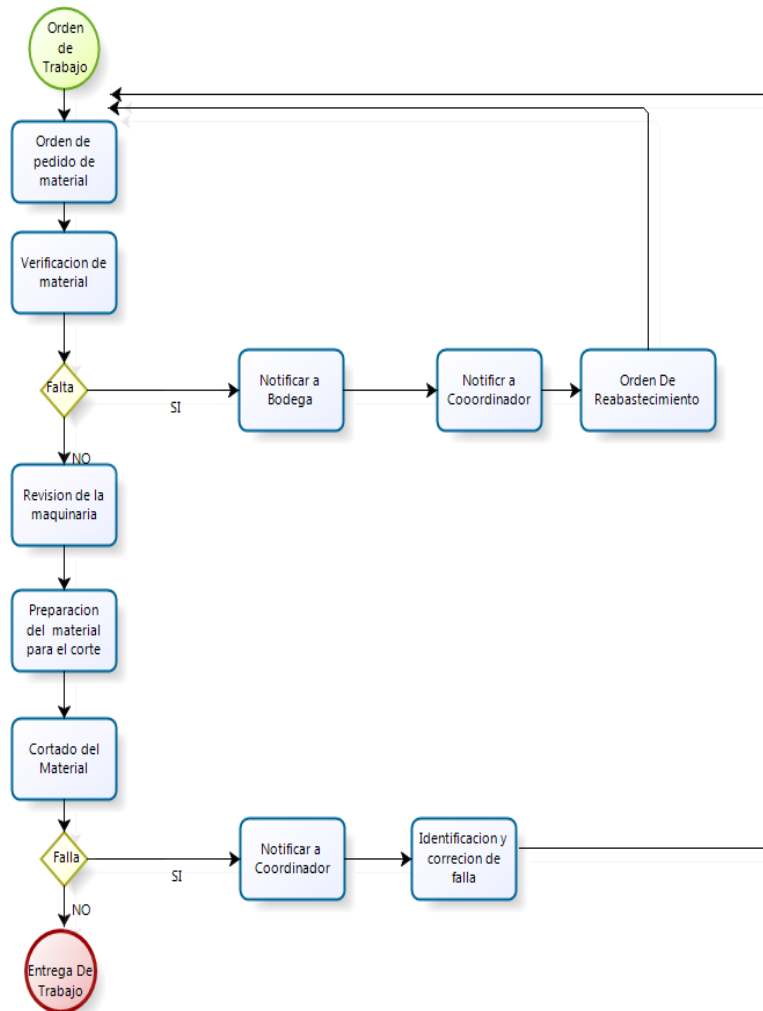 Orden
de
Trabajo
Orden de
pedido de
material
Verificacion de
material
Falta
SI
Notificar a
Bodega
Notificr a
Cooordinador
Orden De
Reabastecimiento
NO
Revision de la
maquinaria
Preparacion
del material
para el corte
Cortado del
Material
Falla
SI
Notificar a
Coordinador
Identificacion y
correcion de
falla
NO
Entrega De
Trabajo